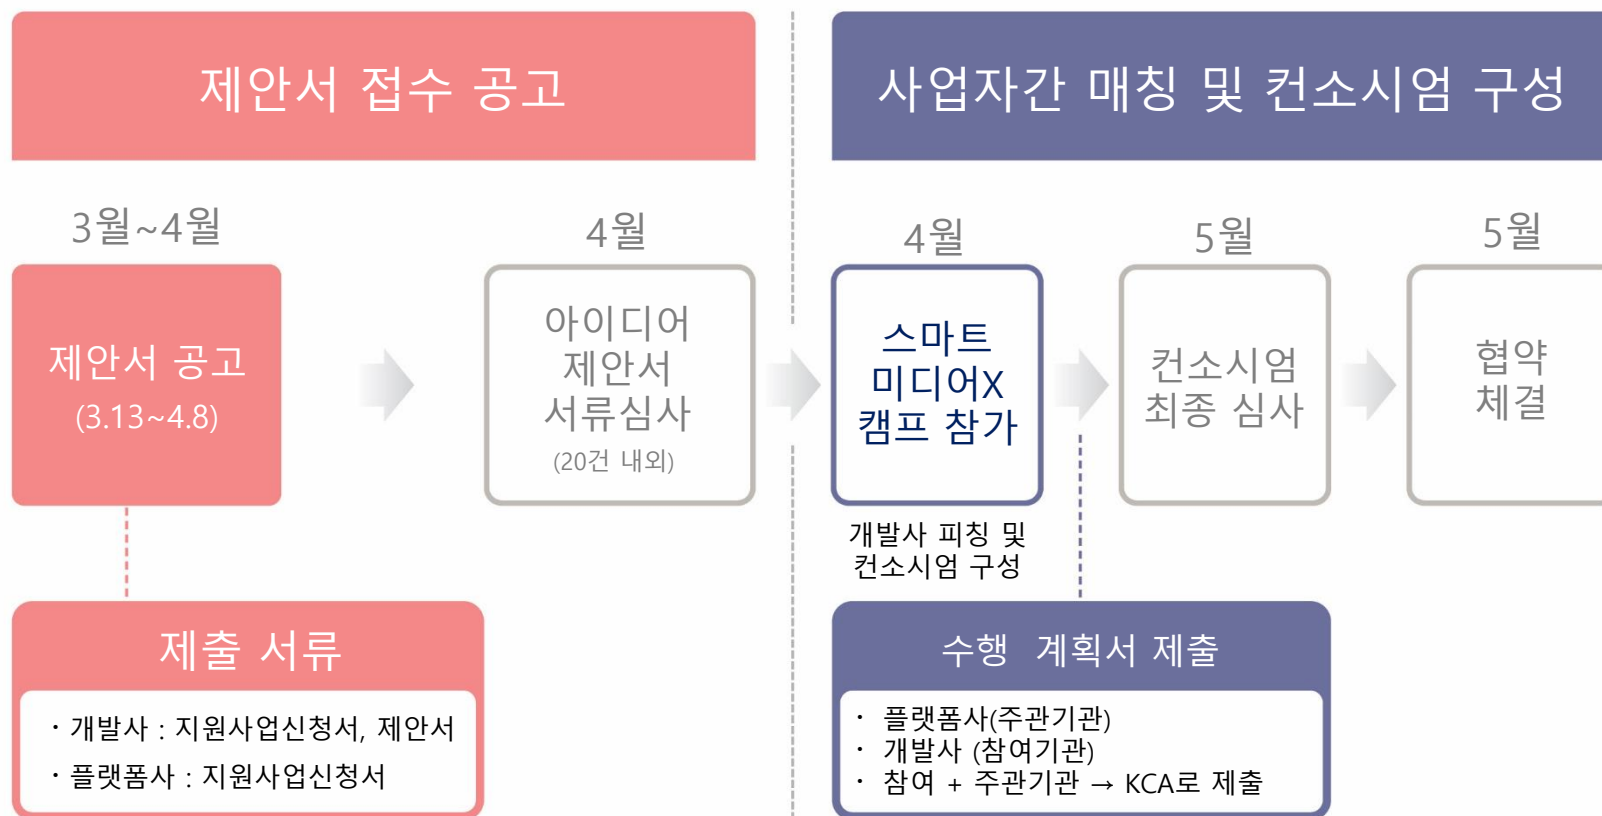 제안서 접수 공고
사업자간 매칭 및 컨소시엄 구성
3월~4월
제안서 공고
(3.13~4.8)
4월
아이디어
제안서
서류심사
(20건 내외)
4월
스마트
미디어X
캠프 참가
개발사 피칭 및
컨소시엄 구성
5월
컨소시엄
최종 심사
5월
협약
체결
제출 서류
· 개발사 : 지원사업신청서, 제안서
· 플랫폼사 : 지원사업신청서
수행 계획서 제출
· 플랫폼사(주관기관)
· 개발사 (참여기관)
· 참여 + 주관기관 → KCA로 제출